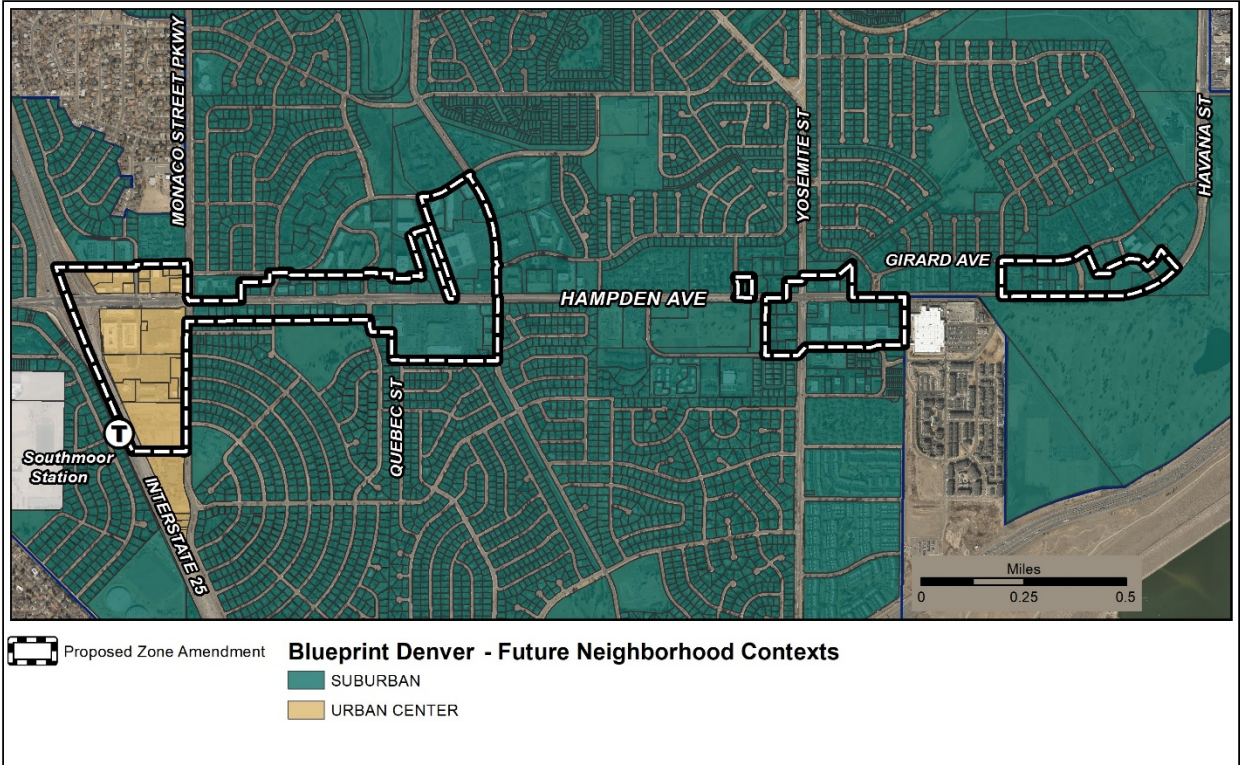 MONACO STREET PKWY
YOSEMITE ST
HAVANA ST
GIRARD AVE
HAMPDEN AVE
QUEBEC ST
T
Southmoor
Station
INTERSTATE 25
Miles
0 0.25 0.5
Proposed Zone Amendment
Blueprint Denver - Future Neighborhood Contexts
SUBURBAN
URBAN CENTER